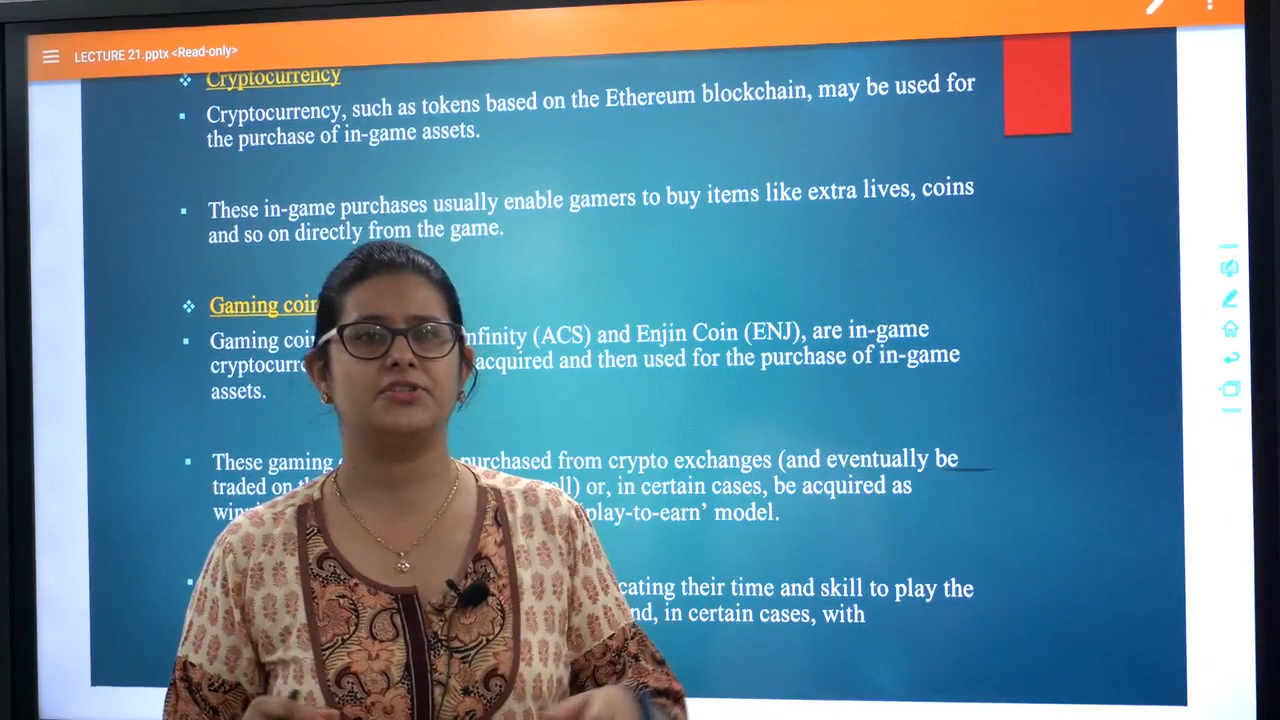 LECTURE 21.pptx <Read-only>
Cryptocurrency
Cryptocurrency, such as tokens based on the Ethereum blockchain, may be used for
the purchase of in-game assets.
These in-game purchases usually enable gamers to buy items like extra lives, coins
and so on directly from the game.
Gaming
Gaming nfinity (ACS) and Enjin Coin (ENJ), are in-game
acquired and then used for the purchase of in-game
assets.
These gaming purchased from crypto exchanges (and eventually be
traded on or, in certain cases, be acquired as
play-to-earn’ model.
cating their time and skill to play the
in certain cases, with